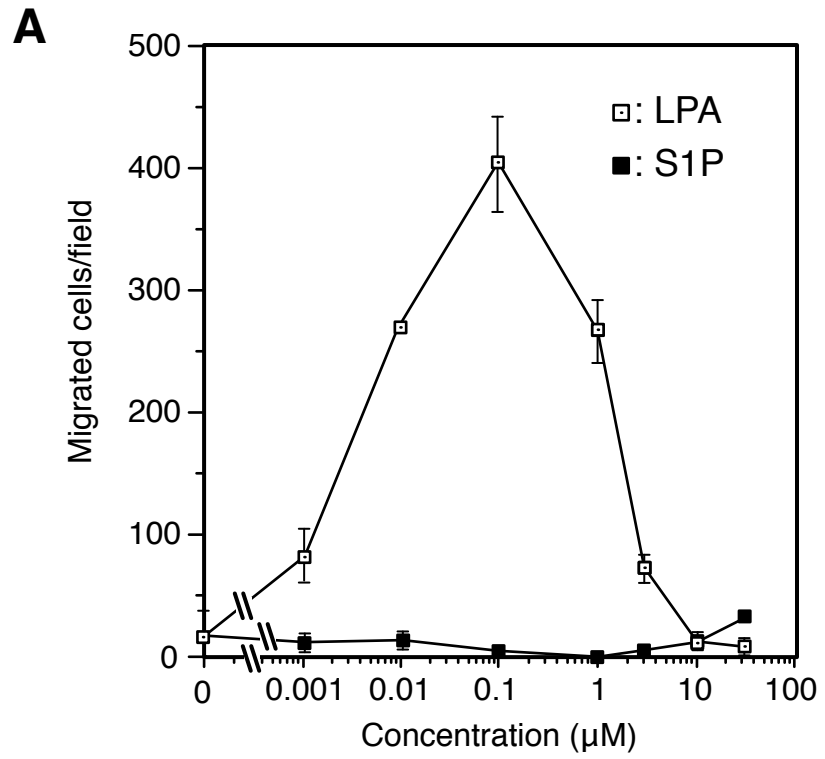 A
500
400
300
200
100
0
Migrated cells/field
: LPA
: S1P
0 0.001 0.01 0.1 1 10 100
Concentration (µM)